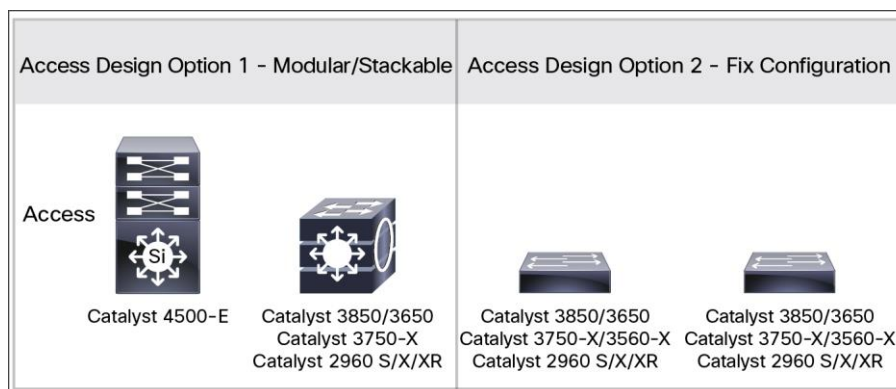 Access Design Option 1 - Modular/Stackable
Access Design Option 2 - Fix Configuration
Access
Si
Catalyst 4500-E
Catalyst 3850/3650
Catalyst 3750-X
Catalyst 2960 S/X/XR
Catalyst 3850/3650
Catalyst 3750-X/3560-X
Catalyst 2960 S/X/XR
Catalyst 3850/3650
Catalyst 3750-X/3560-X
Catalyst 2960 S/X/XR